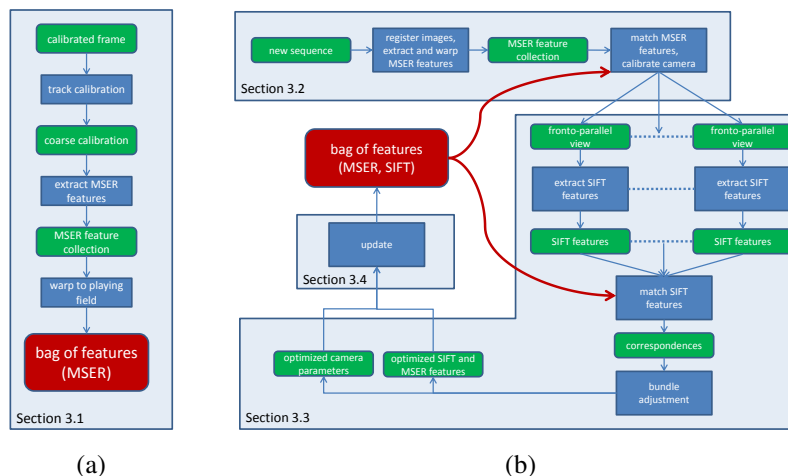 calibrated frame
track calibration
coarse calibration
extract MSER
features
MSER feature
collection
warp to playing
field
bag of features
(MSER)
Section 3.1
(a)
new sequence
register images,
extract and warp
MSER features
MSER feature
collection
match MSER
features,
calibrate camera
Section 3.2
bag of features
(MSER, SIFT)
fronto-parallel
view
fronto-parallel
view
extract SIFT
features
extract SIFT
features
SIFT features
SIFT features
update
Section 3.4
match SIFT
features
correspondences
bundle
adjustment
optimized camera
parameters
optimized SIFT and
MSER features
Section 3.3
(b)